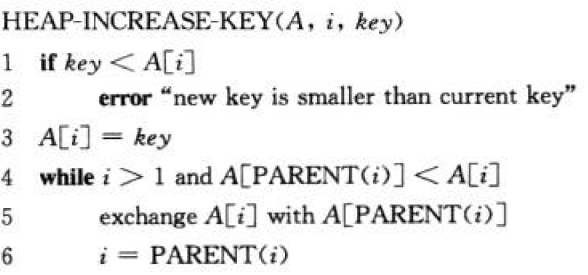 HEAP-INCREASE-KEY(A, i, key)
1 if key < A[i]
2 error “new key is smaller than current key”
3 A[i] = key
4 while i > 1 and A[PARENT(i)] < A[i]
5 exchange A[i] with A[PARENT(i)]
6 i = PARENT(i)